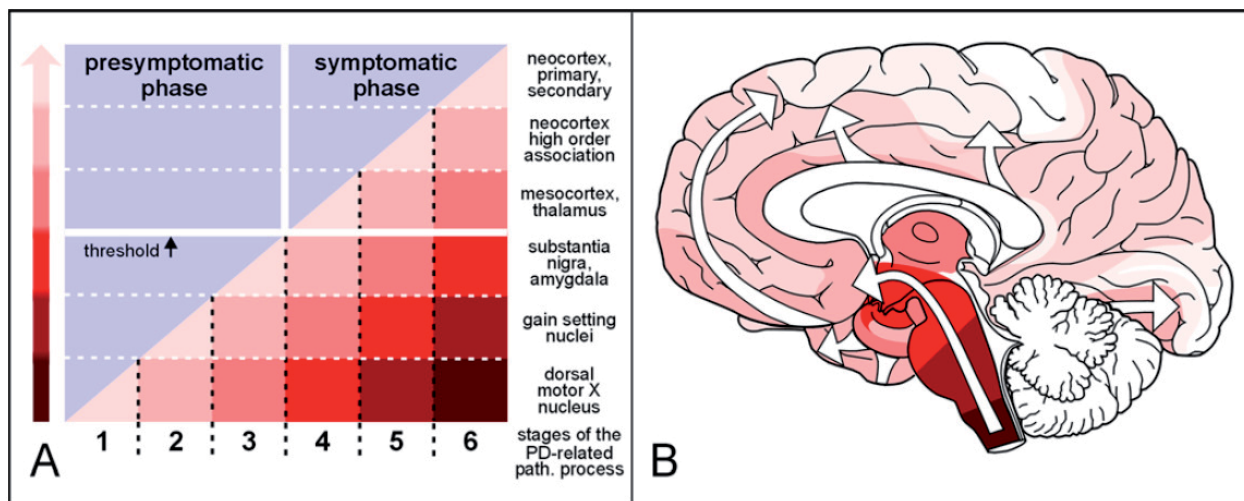 presymptomatic
phase
symptomatic
phase
neocortex,
primary,
secondary
neocortex
high order
association
mesocortex,
thalamus
threshold
substantia
nigra,
amygdala
gain setting
nuclei
dorsal
motor X
nucleus
1 2 3 4 5 6
stages of the
PD-related
path. process
A
B